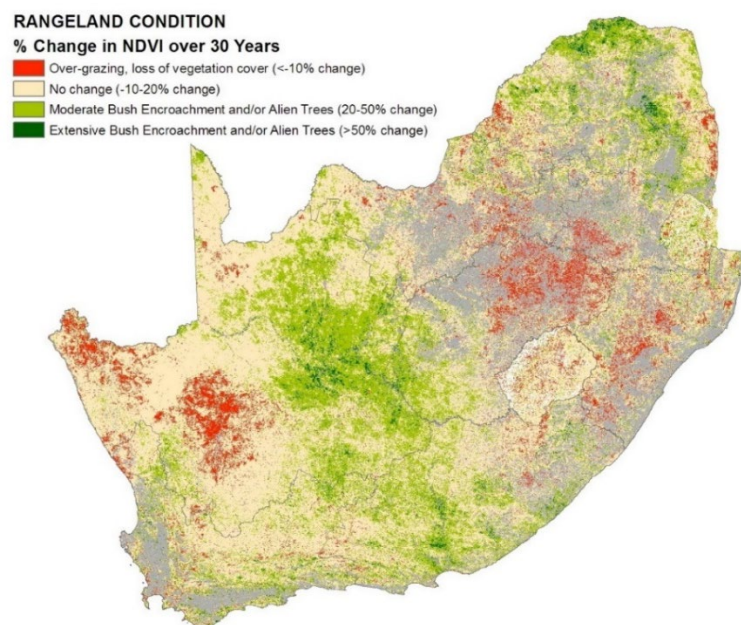 RANGELAND CONDITION
% Change in NDVI over 30 Years
Over-grazing, loss of vegetation cover (<-10% change)
No change (-10-20% change)
Moderate Bush Encroachment and/or Alien Trees (20-50% change)
Extensive Bush Encroachment and/or Alien Trees (>50% change)